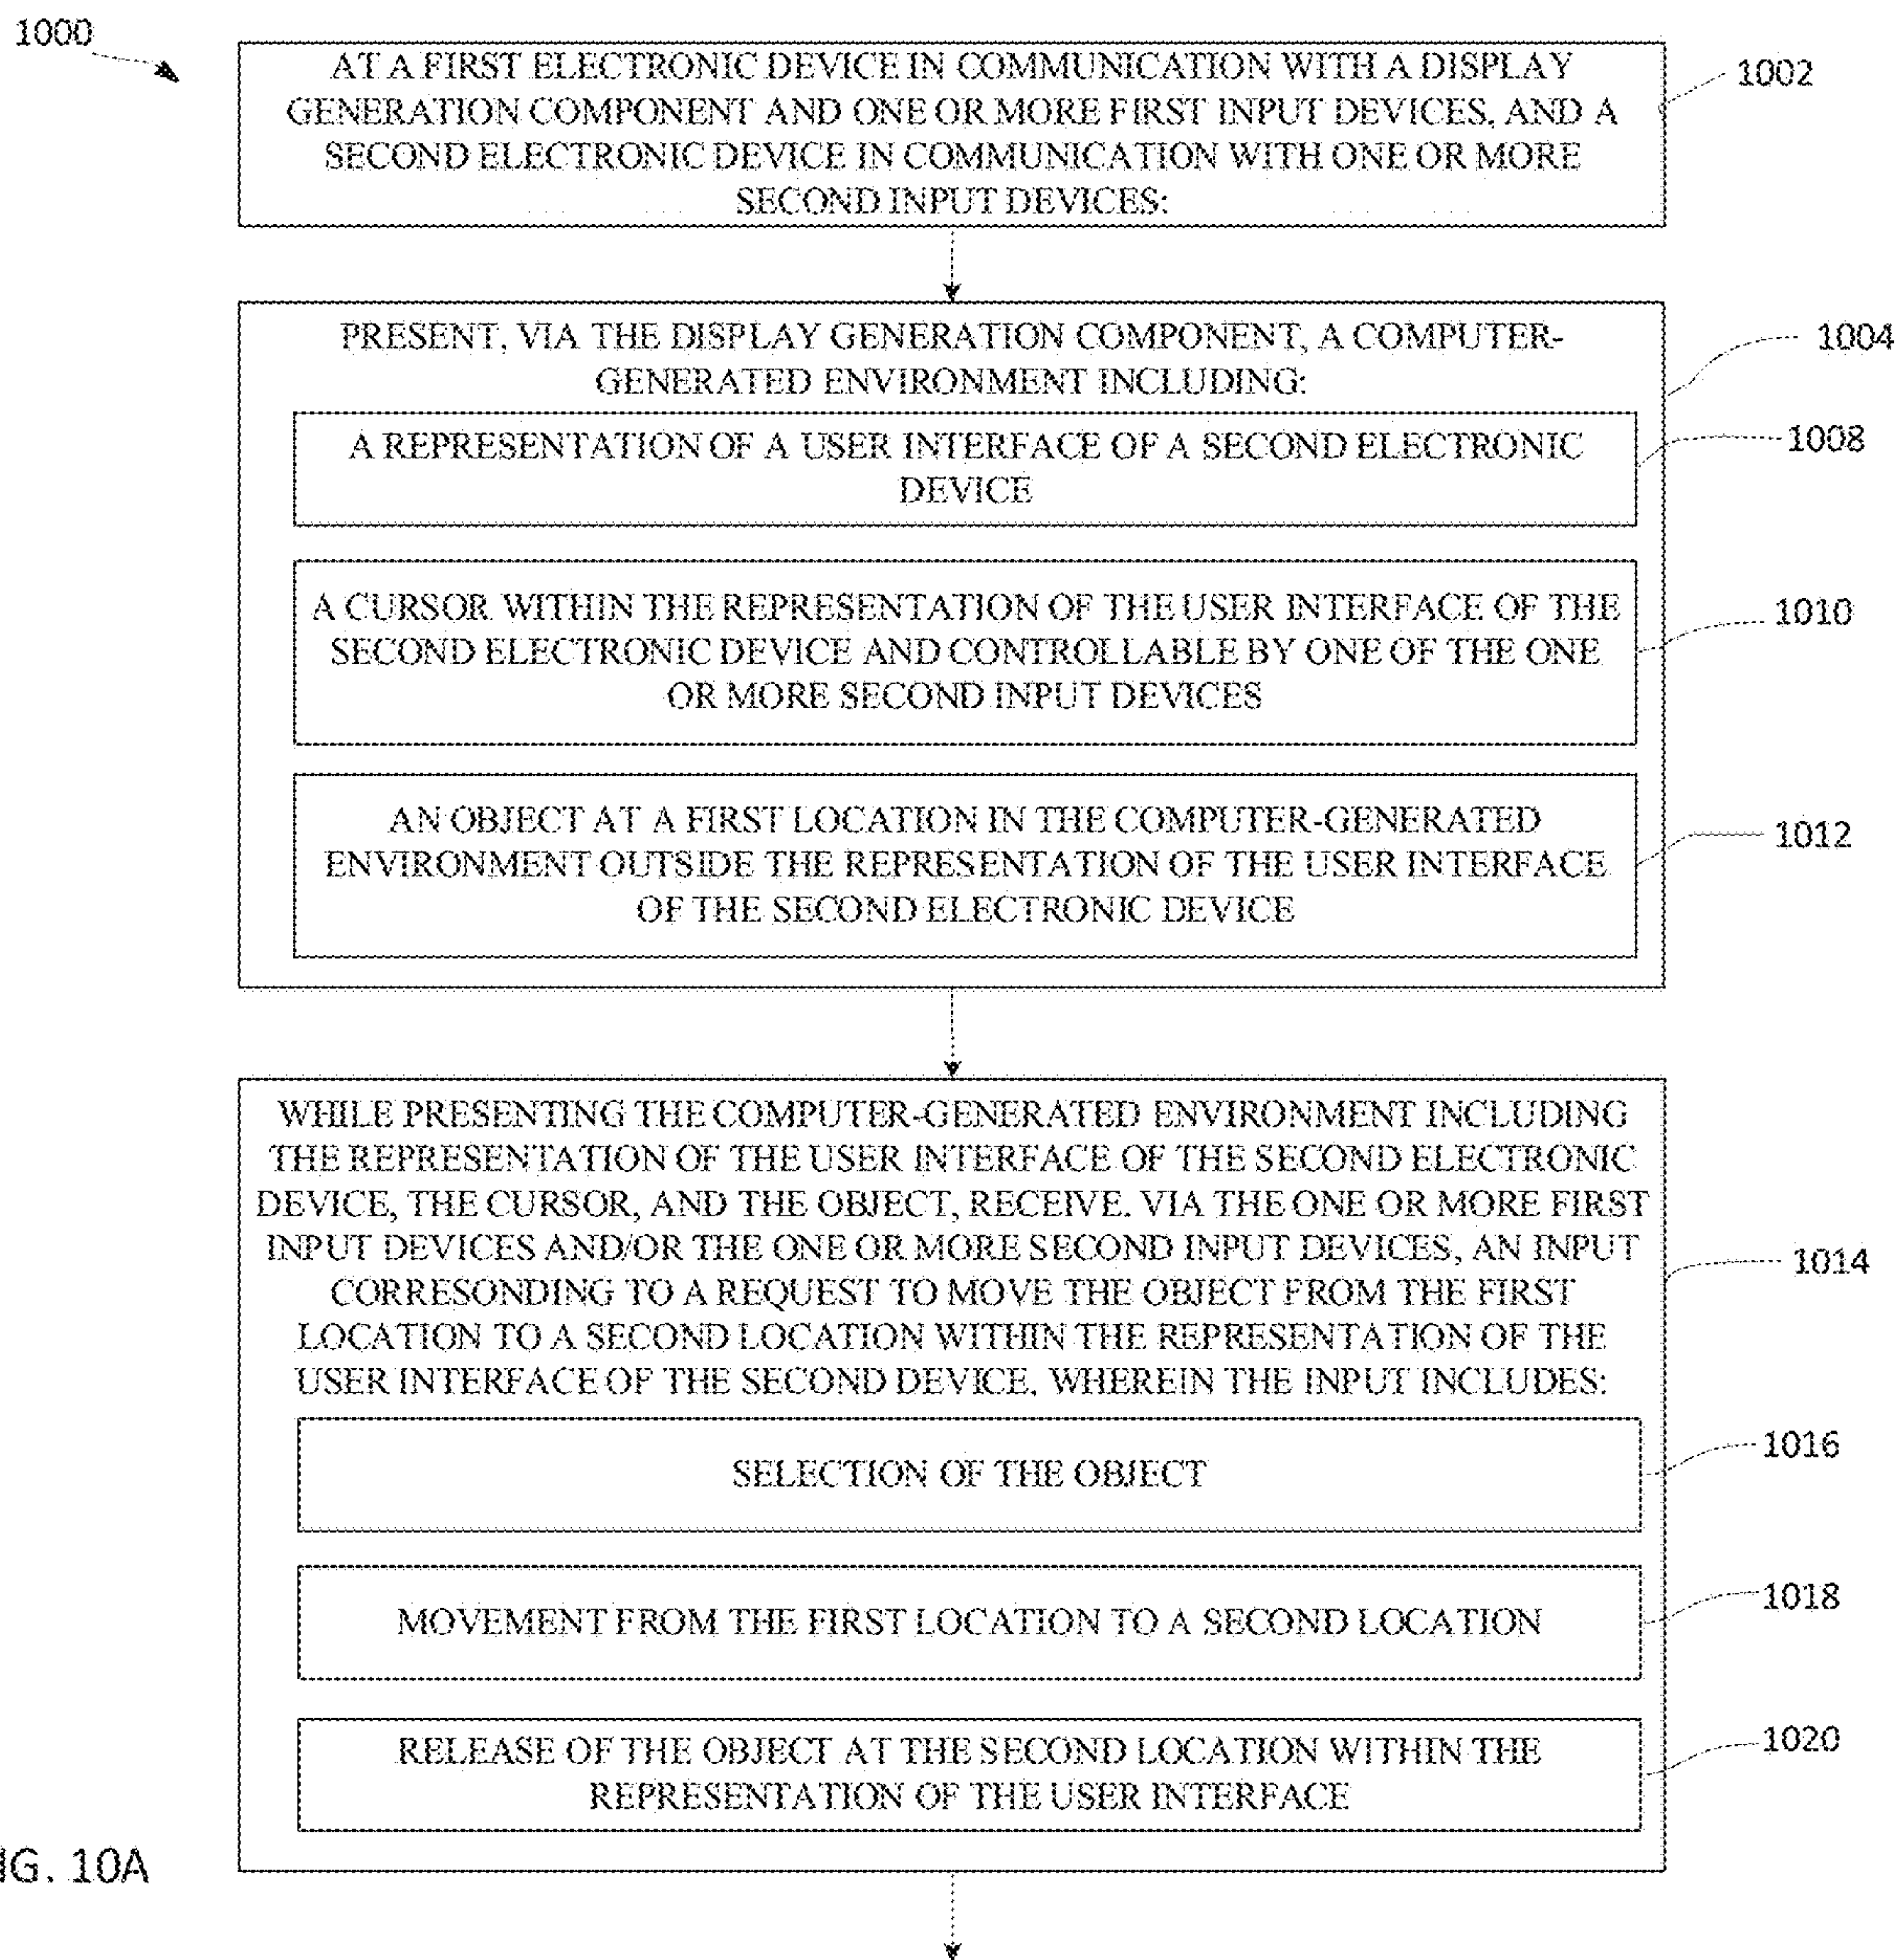 1000
AT A FIRST ELECTRONIC DEVICE IN COMMUNICATION WITH A DISPLAY
GENERATION COMPONENT AND ONE OR MORE FIRST INPUT DEVICES, AND A
SECOND ELECTRONIC DEVICE IN COMMUNICATION WITH ONE OR MORE
SECOND INPUT DEVICES:
1002
PRESENT, VIA THE DISPLAY GENERATION COMPONENT, A COMPUTER-
GENERATED ENVIRONMENT INCLUDING:
1004
A REPRESENTATION OF A USER INTERFACE OF A SECOND ELECTRONIC
DEVICE
1008
A CURSOR WITHIN THE REPRESENTATION OF THE USER INTERFACE OF THE
SECOND ELECTRONIC DEVICE AND CONTROLLABLE BY ONE OF THE ONE
OR MORE SECOND INPUT DEVICES
1010
AN OBJECT AT A FIRST LOCATION IN THE COMPUTER-GENERATED
ENVIRONMENT OUTSIDE THE REPRESENTATION OF THE USER INTERFACE
OF THE SECOND ELECTRONIC DEVICE
1012
WHILE PRESENTING THE COMPUTER-GENERATED ENVIRONMENT INCLUDING
THE REPRESENTATION OF THE USER INTERFACE OF THE SECOND ELECTRONIC
DEVICE, THE CURSOR, AND THE OBJECT, RECEIVE, VIA THE ONE OR MORE FIRST
INPUT DEVICES AND/OR THE ONE OR MORE SECOND INPUT DEVICES, AN INPUT
CORRESONDING TO A REQUEST TO MOVE THE OBJECT FROM THE FIRST
LOCATION TO A SECOND LOCATION WITHIN THE REPRESENTATION OF THE
USER INTERFACE OF THE SECOND DEVICE, WHEREIN THE INPUT INCLUDES:
1014
SELECTION OF THE OBJECT
1016
MOVEMENT FROM THE FIRST LOCATION TO A SECOND LOCATION
1018
RELEASE OF THE OBJECT AT THE SECOND LOCATION WITHIN THE
REPRESENTATION OF THE USER INTERFACE
1020
IG. 10A